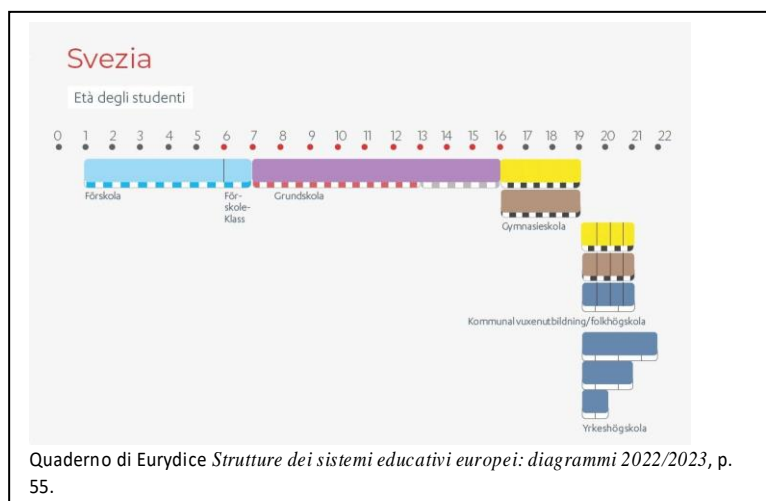 Svezia
Età degli studenti
0 1 2 3 4 5 6 7 8 9 10 11 12 13 14 15 16 17 18 19 20 21 22
Förskola
För-
skole-
Klass
Grundskola
Gymnasieskola
Kommunal vuxenutbildning/folkhögskola
Yrkeshögskola
Quaderno di Eurydice Strutture dei sistemi educativi europei: diagrammi 2022/2023, p.
55.